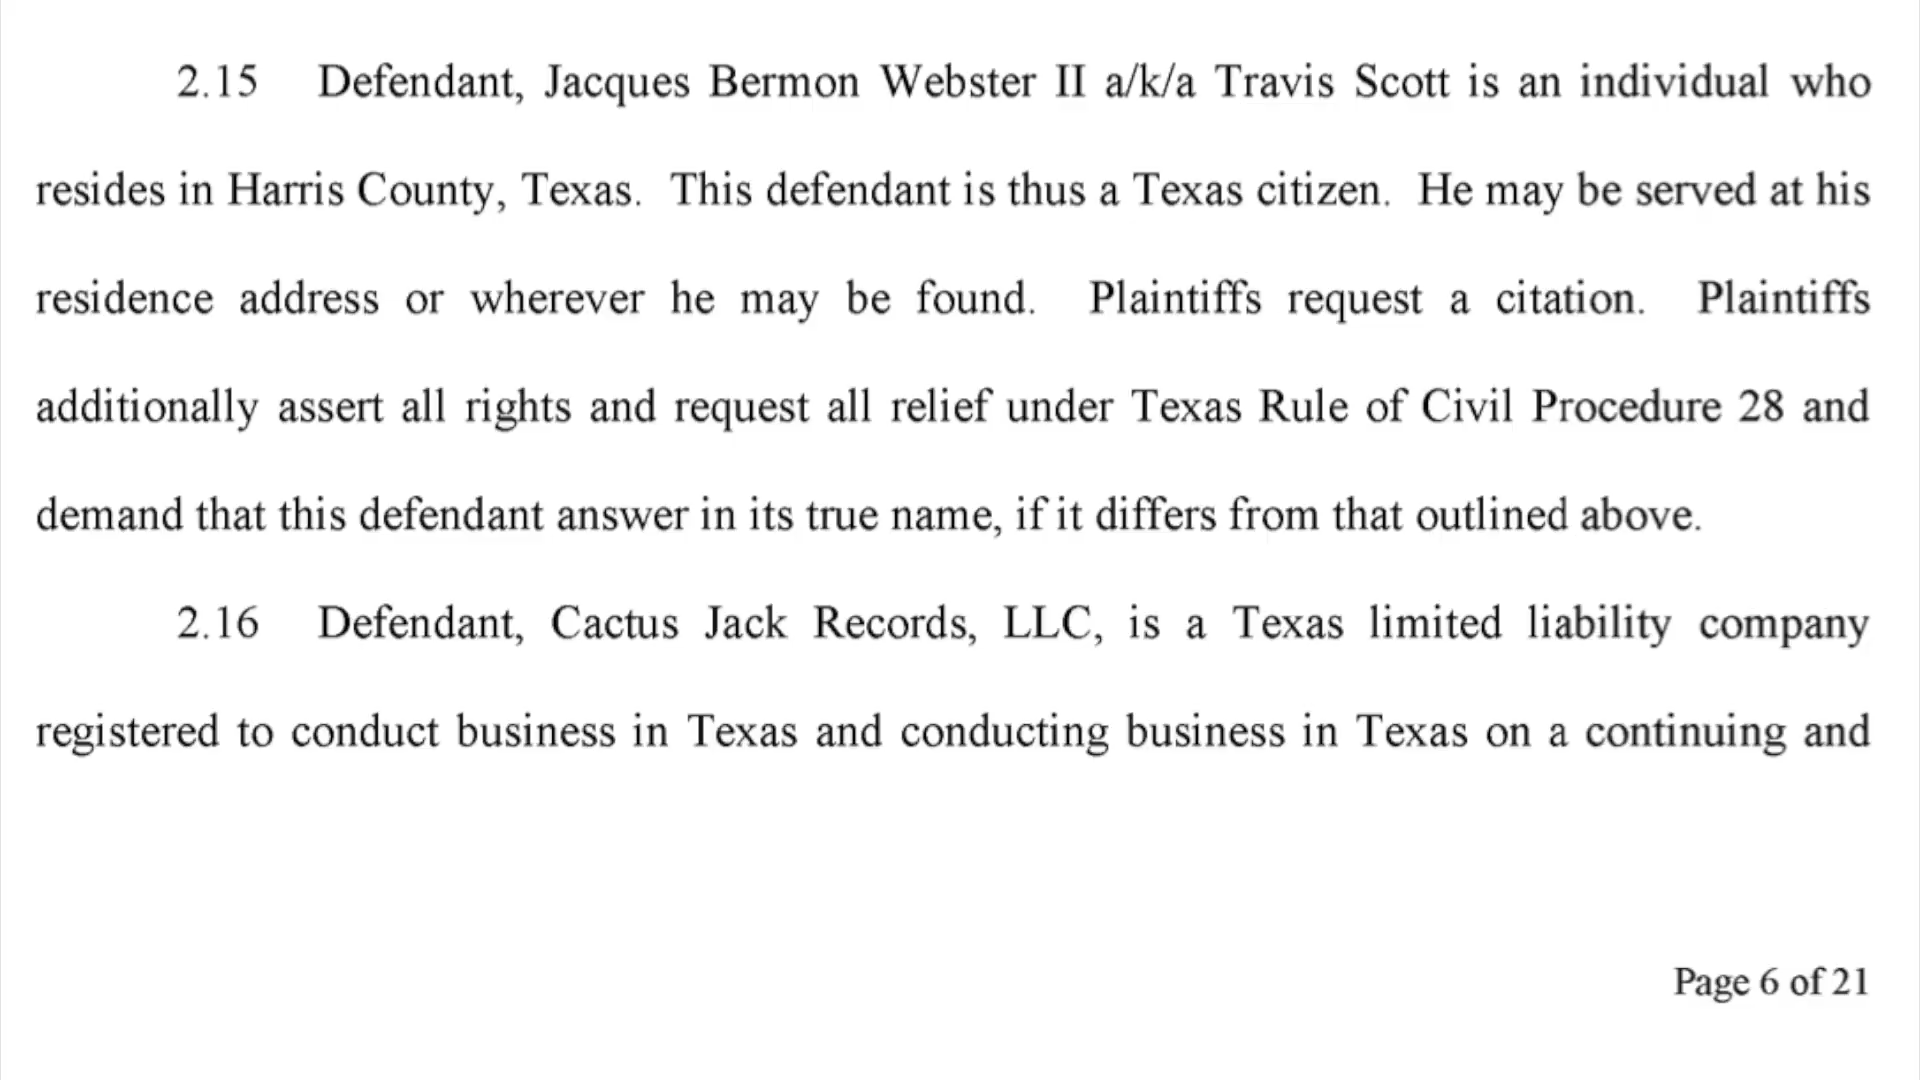 2.15 Defendant, Jacques Bermon Webster II a/k/a Travis Scott is an individual who
resides in Harris County, Texas. This defendant is thus a Texas citizen. He may be served at his
residence address or wherever he may be found. Plaintiffs request a citation. Plaintiffs
additionally assert all rights and request all relief under Texas Rule of Civil Procedure 28 and
demand that this defendant answer in its true name, if it differs from that outlined above.
2.16 Defendant, Cactus Jack Records, LLC, is a Texas limited liability company
registered to conduct business in Texas and conducting business in Texas on a continuing and
Page 6 of 21